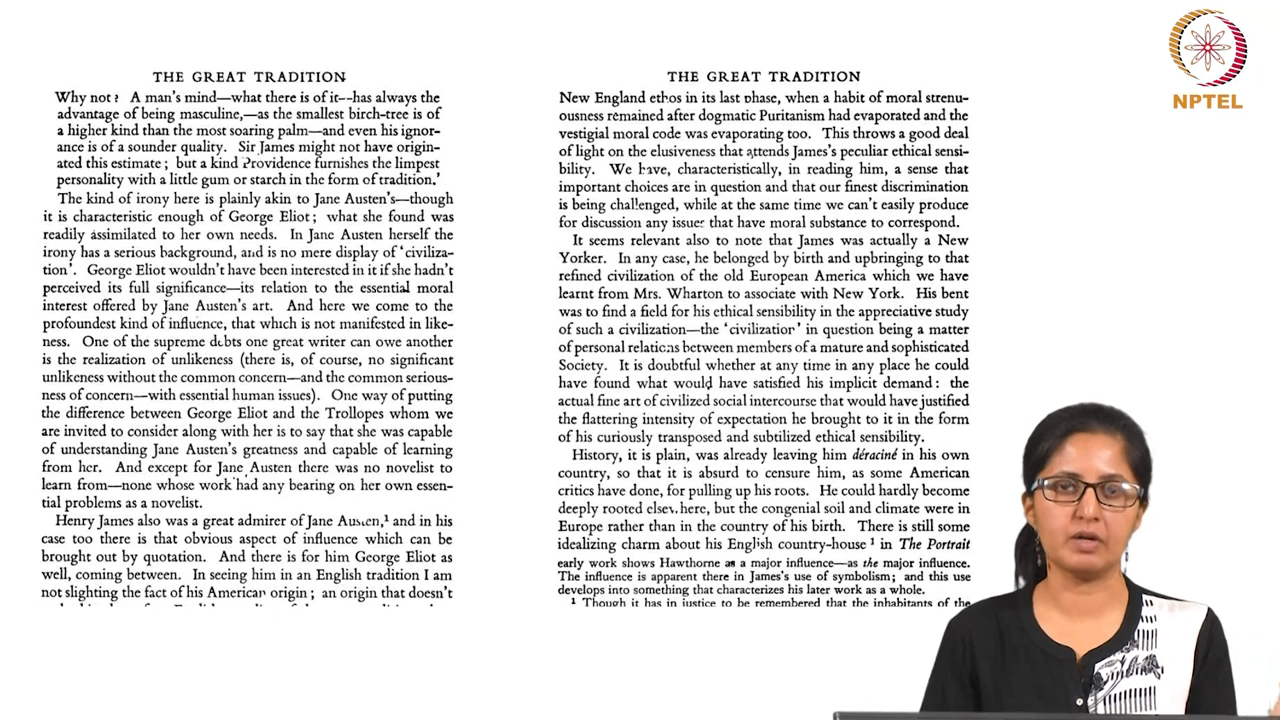 THE GREAT TRADITION
Why not? A man's mind—what there is of it--has always the
advantage of being masculine,—as the smallest birch-tree is of
a higher kind than the most soaring palm—and even his ignor-
ance is of a sounder quality. Sir James might not have origin-
ated this estimate; but a kind Providence furnishes the limpest
personality with a little gum or starch in the form of tradition.'
The kind of irony here is plainly akin to Jane Austen's—though
it is characteristic enough of George Eliot; what she found was
readily assimilated to her own needs. In Jane Austen herself the
irony has a serious background, and is no mere display of 'civiliza-
tion'. George Eliot wouldn't have been interested in it if she hadn't
perceived its full significance—its relation to the essential moral
interest offered by Jane Austen's art. And here we come to the
profoundest kind of influence, that which is not manifested in like-
ness. One of the supreme debts one great writer can owe another
is the realization of unlikeness (there is, of course, no significant
unlikeness without the common concern—and the common serious-
ness of concern—with essential human issues). One way of putting
the difference between George Eliot and the Trollopes whom we
are invited to consider along with her is to say that she was capable
of understanding Jane Austen's greatness and capable of learning
from her. And except for Jane Austen there was no novelist to
learn from—none whose work had any bearing on her own essen-
tial problems as a novelist.
Henry James also was a great admirer of Jane Austen,¹ and in his
case too there is that obvious aspect of influence which can be
brought out by quotation. And there is for him George Eliot as
well, coming between. In seeing him in an English tradition I am
not slighting the fact of his American origin; an origin that doesn't
THE GREAT TRADITION
New England ethos in its last phase, when a habit of moral strenu-
ousness remained after dogmatic Puritanism had evaporated and the
vestigial moral code was evaporating too. This throws a good deal
of light on the elusiveness that attends James's peculiar ethical sensi-
bility. We have, characteristically, in reading him, a sense that
important choices are in question and that our finest discrimination
is being challenged, while at the same time we can't easily produce
for discussion any issues that have moral substance to correspond.
It seems relevant also to note that James was actually a New
Yorker. In any case, he belonged by birth and upbringing to that
refined civilization of the old European America which we have
learnt from Mrs. Wharton to associate with New York. His bent
was to find a field for his ethical sensibility in the appreciative study
of such a civilization—the 'civilization' in question being a matter
of personal relations between members of a mature and sophisticated
Society. It is doubtful whether at any time in any place he could
have found what would have satisfied his implicit demand: the
actual fine art of civilized social intercourse that would have justified
the flattering intensity of expectation he brought to it in the form
of his curiously transposed and subtilized ethical sensibility.
History, it is plain, was already leaving him déraciné in his own
country, so that it is absurd to censure him, as some American
critics have done, for pulling up his roots. He could hardly become
deeply rooted elsewhere, but the congenial soil and climate were in
Europe rather than in the country of his birth. There is still some
idealizing charm about his English country-house ¹ in The Portrait
early work shows Hawthorne as a major influence—as the major influence.
The influence is apparent there in James's use of symbolism; and this use
develops into something that characterizes his later work as a whole.
¹ Though it has in justice to be remembered that the inhabitants of the
NPTEL